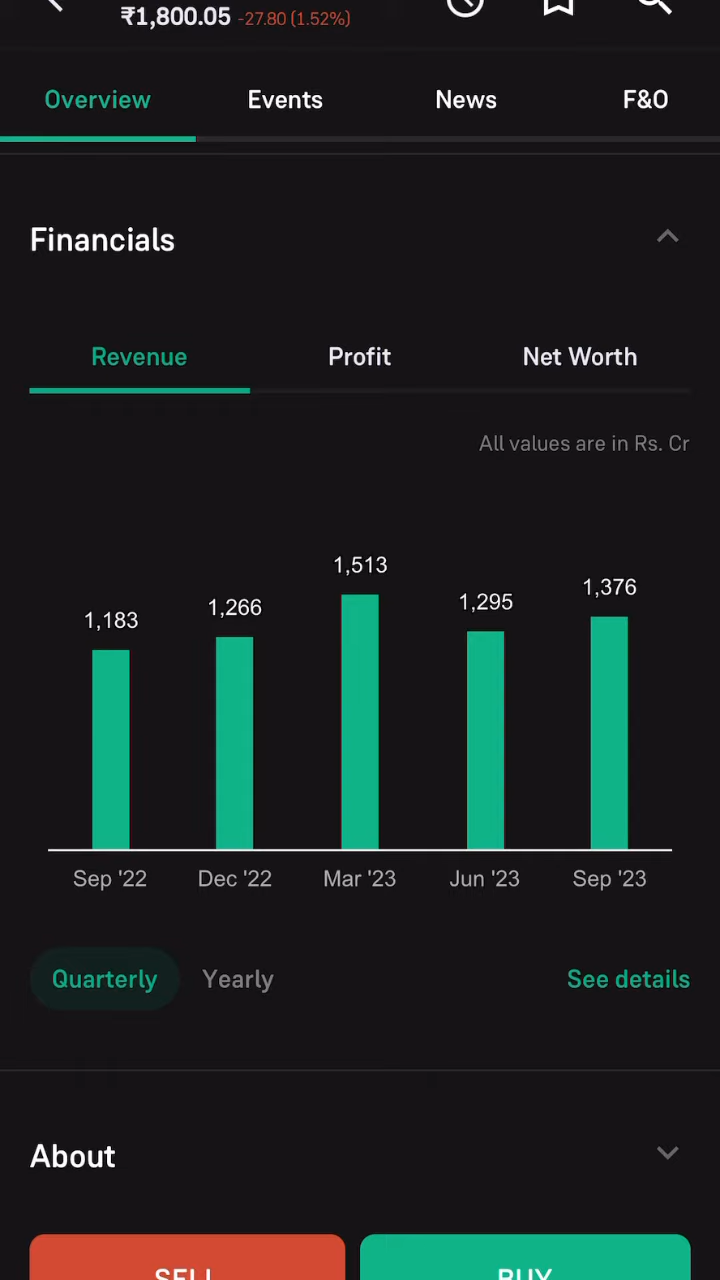 ₹1,800.05 -27.80 (1.52%)
Overview Events News F&O
Financials
Revenue Profit Net Worth
All values are in Rs. Cr
1,183 1,266 1,513 1,295 1,376
Sep '22 Dec '22 Mar '23 Jun '23 Sep '23
Quarterly Yearly See details
About
SELL BUY